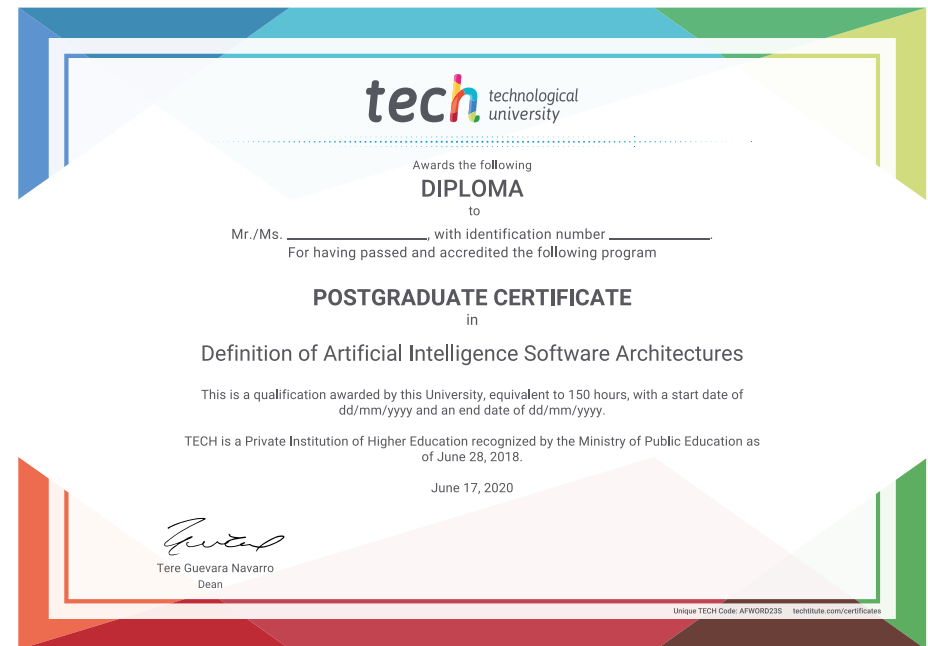 tech technological
university
Awards the following
DIPLOMA
to
Mr./Ms. ____________________, with identification number ______________.
For having passed and accredited the following program
POSTGRADUATE CERTIFICATE
in
Definition of Artificial Intelligence Software Architectures
This is a qualification awarded by this University, equivalent to 150 hours, with a start date of
dd/mm/yyyy and an end date of dd/mm/yyyy.
TECH is a Private Institution of Higher Education recognized by the Ministry of Public Education as
of June 28, 2018.
June 17, 2020
Tere Guevara Navarro
Dean
Unique TECH Code: AFWORD23S techtitute.com/certificates